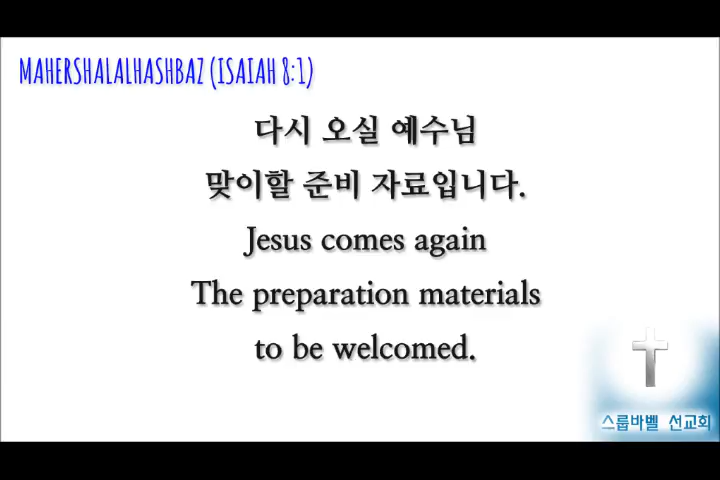 MAHERSHALALHASHBAZ (ISAIAH 8:1)
다시 오실 예수님
맞이할 준비 자료입니다.
Jesus comes again
The preparation materials
to be welcomed.
스룹바벨 선교회